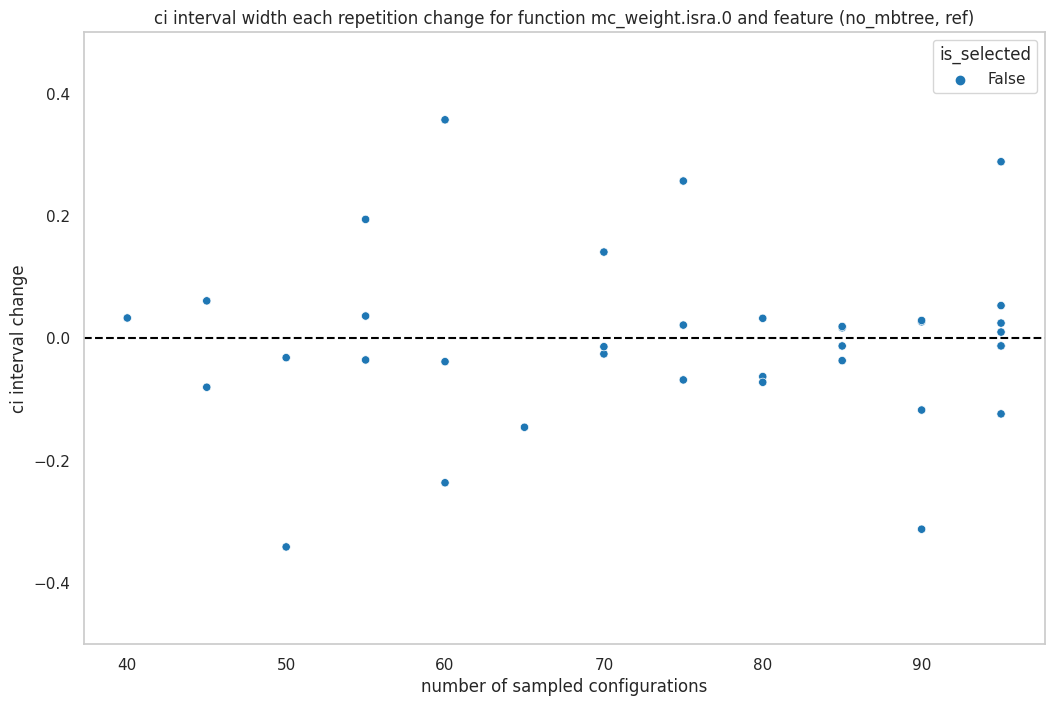 ci interval width each repetition change for function mc_weight.isra.0 and feature (no_mbtree, ref)
is_selected
False
ci interval change
0.4
0.2
0.0
−0.2
−0.4
40
50
60
70
80
90
number of sampled configurations